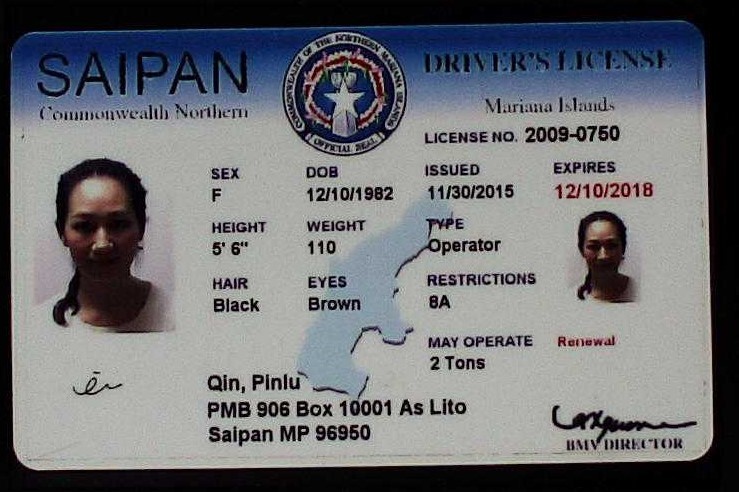 SAIPAN
DRIVER'S LICENSE
Commonwealth Northern
Mariana Islands
COMMONWEALTH OF THE NORTHERN MARIANA ISLANDS
OFFICIAL SEAL
LICENSE NO. 2009-0750
SEX DOB ISSUED EXPIRES
F 12/10/1982 11/30/2015 12/10/2018
HEIGHT WEIGHT TYPE
5' 6" 110 Operator
HAIR EYES RESTRICTIONS
Black Brown 8A
MAY OPERATE Renewal
2 Tons
Qin, Pinlu
PMB 906 Box 10001 As Lito
Saipan MP 96950
BMV DIRECTOR